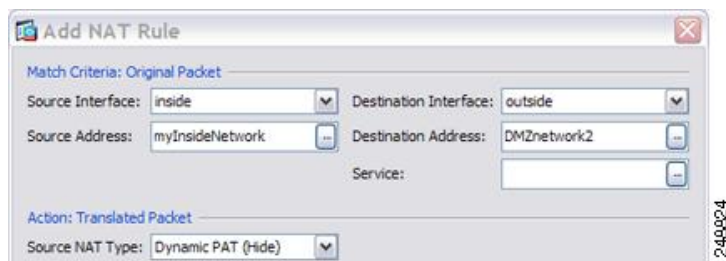 Add NAT Rule
Match Criteria: Original Packet
Source Interface: inside Destination Interface: outside
Source Address: myInsideNetwork ... Destination Address: DMZnetwork2 ...
Service: ...
Action: Translated Packet
Source NAT Type: Dynamic PAT (Hide)
248824